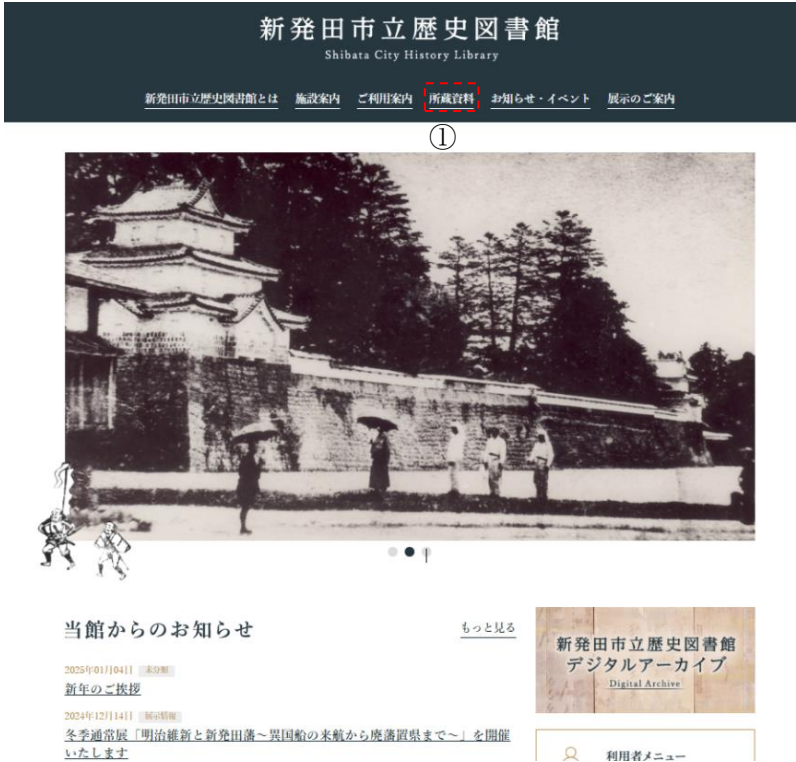 新発田市立歴史図書館
Shibata City History Library
新発田市立歴史図書館とは 施設案内 ご利用案内 所蔵資料 お知らせ・イベント 展示のご案内
①
当館からのお知らせ
もっと見る
2025年01月04日 未分類
新年のご挨拶
2024年12月14日 展示情報
冬季通常展「明治維新と新発田藩~異国船の来航から廃藩置県まで~」を開催
いたします
新発田市立歴史図書館
デジタルアーカイブ
Digital Archive
利用者メニュー